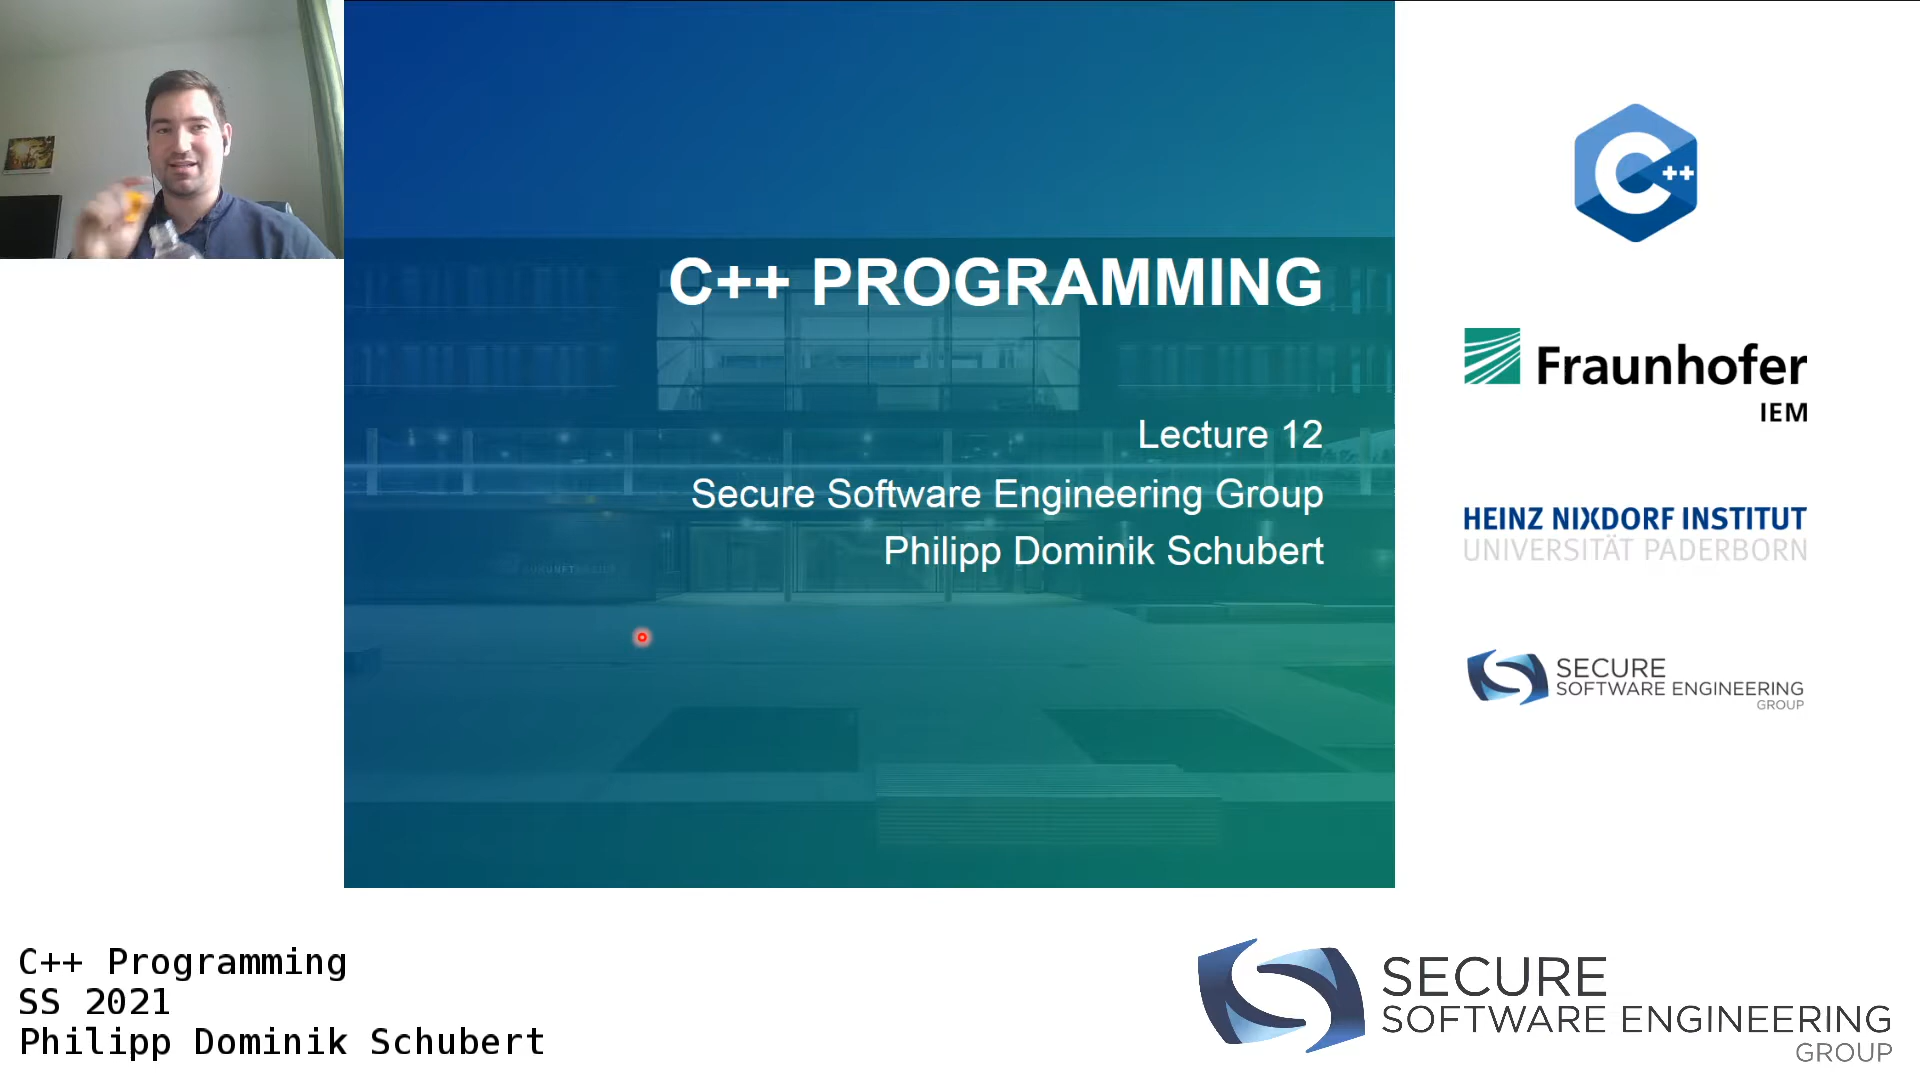 C++ PROGRAMMING
Lecture 12
Secure Software Engineering Group
Philipp Dominik Schubert
C++
Fraunhofer
IEM
HEINZ NIXDORF INSTITUT
UNIVERSITÄT PADERBORN
SECURE
SOFTWARE ENGINEERING
GROUP
C++ Programming
SS 2021
Philipp Dominik Schubert
SECURE
SOFTWARE ENGINEERING
GROUP